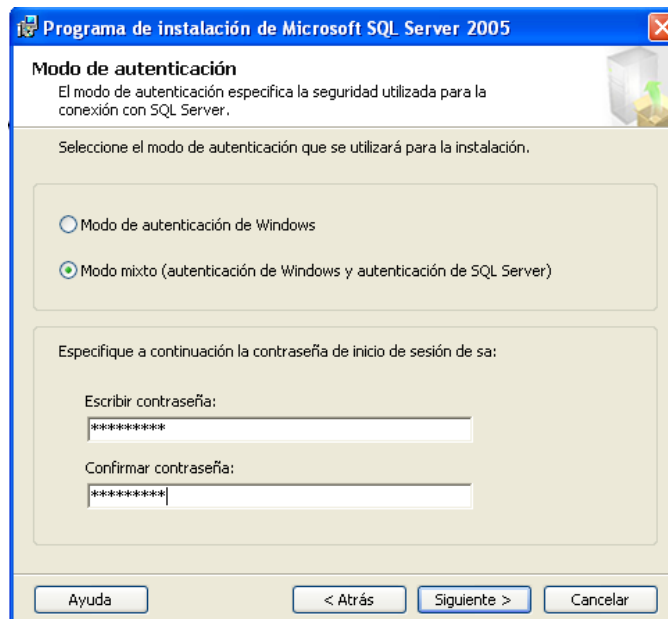 Programa de instalación de Microsoft SQL Server 2005
Modo de autenticación
El modo de autenticación especifica la seguridad utilizada para la
conexión con SQL Server.
Seleccione el modo de autenticación que se utilizará para la instalación.
Modo de autenticación de Windows
Modo mixto (autenticación de Windows y autenticación de SQL Server)
Especifique a continuación la contraseña de inicio de sesión de sa:
Escribir contraseña:
*********
Confirmar contraseña:
*********
Ayuda
< Atrás
Siguiente >
Cancelar